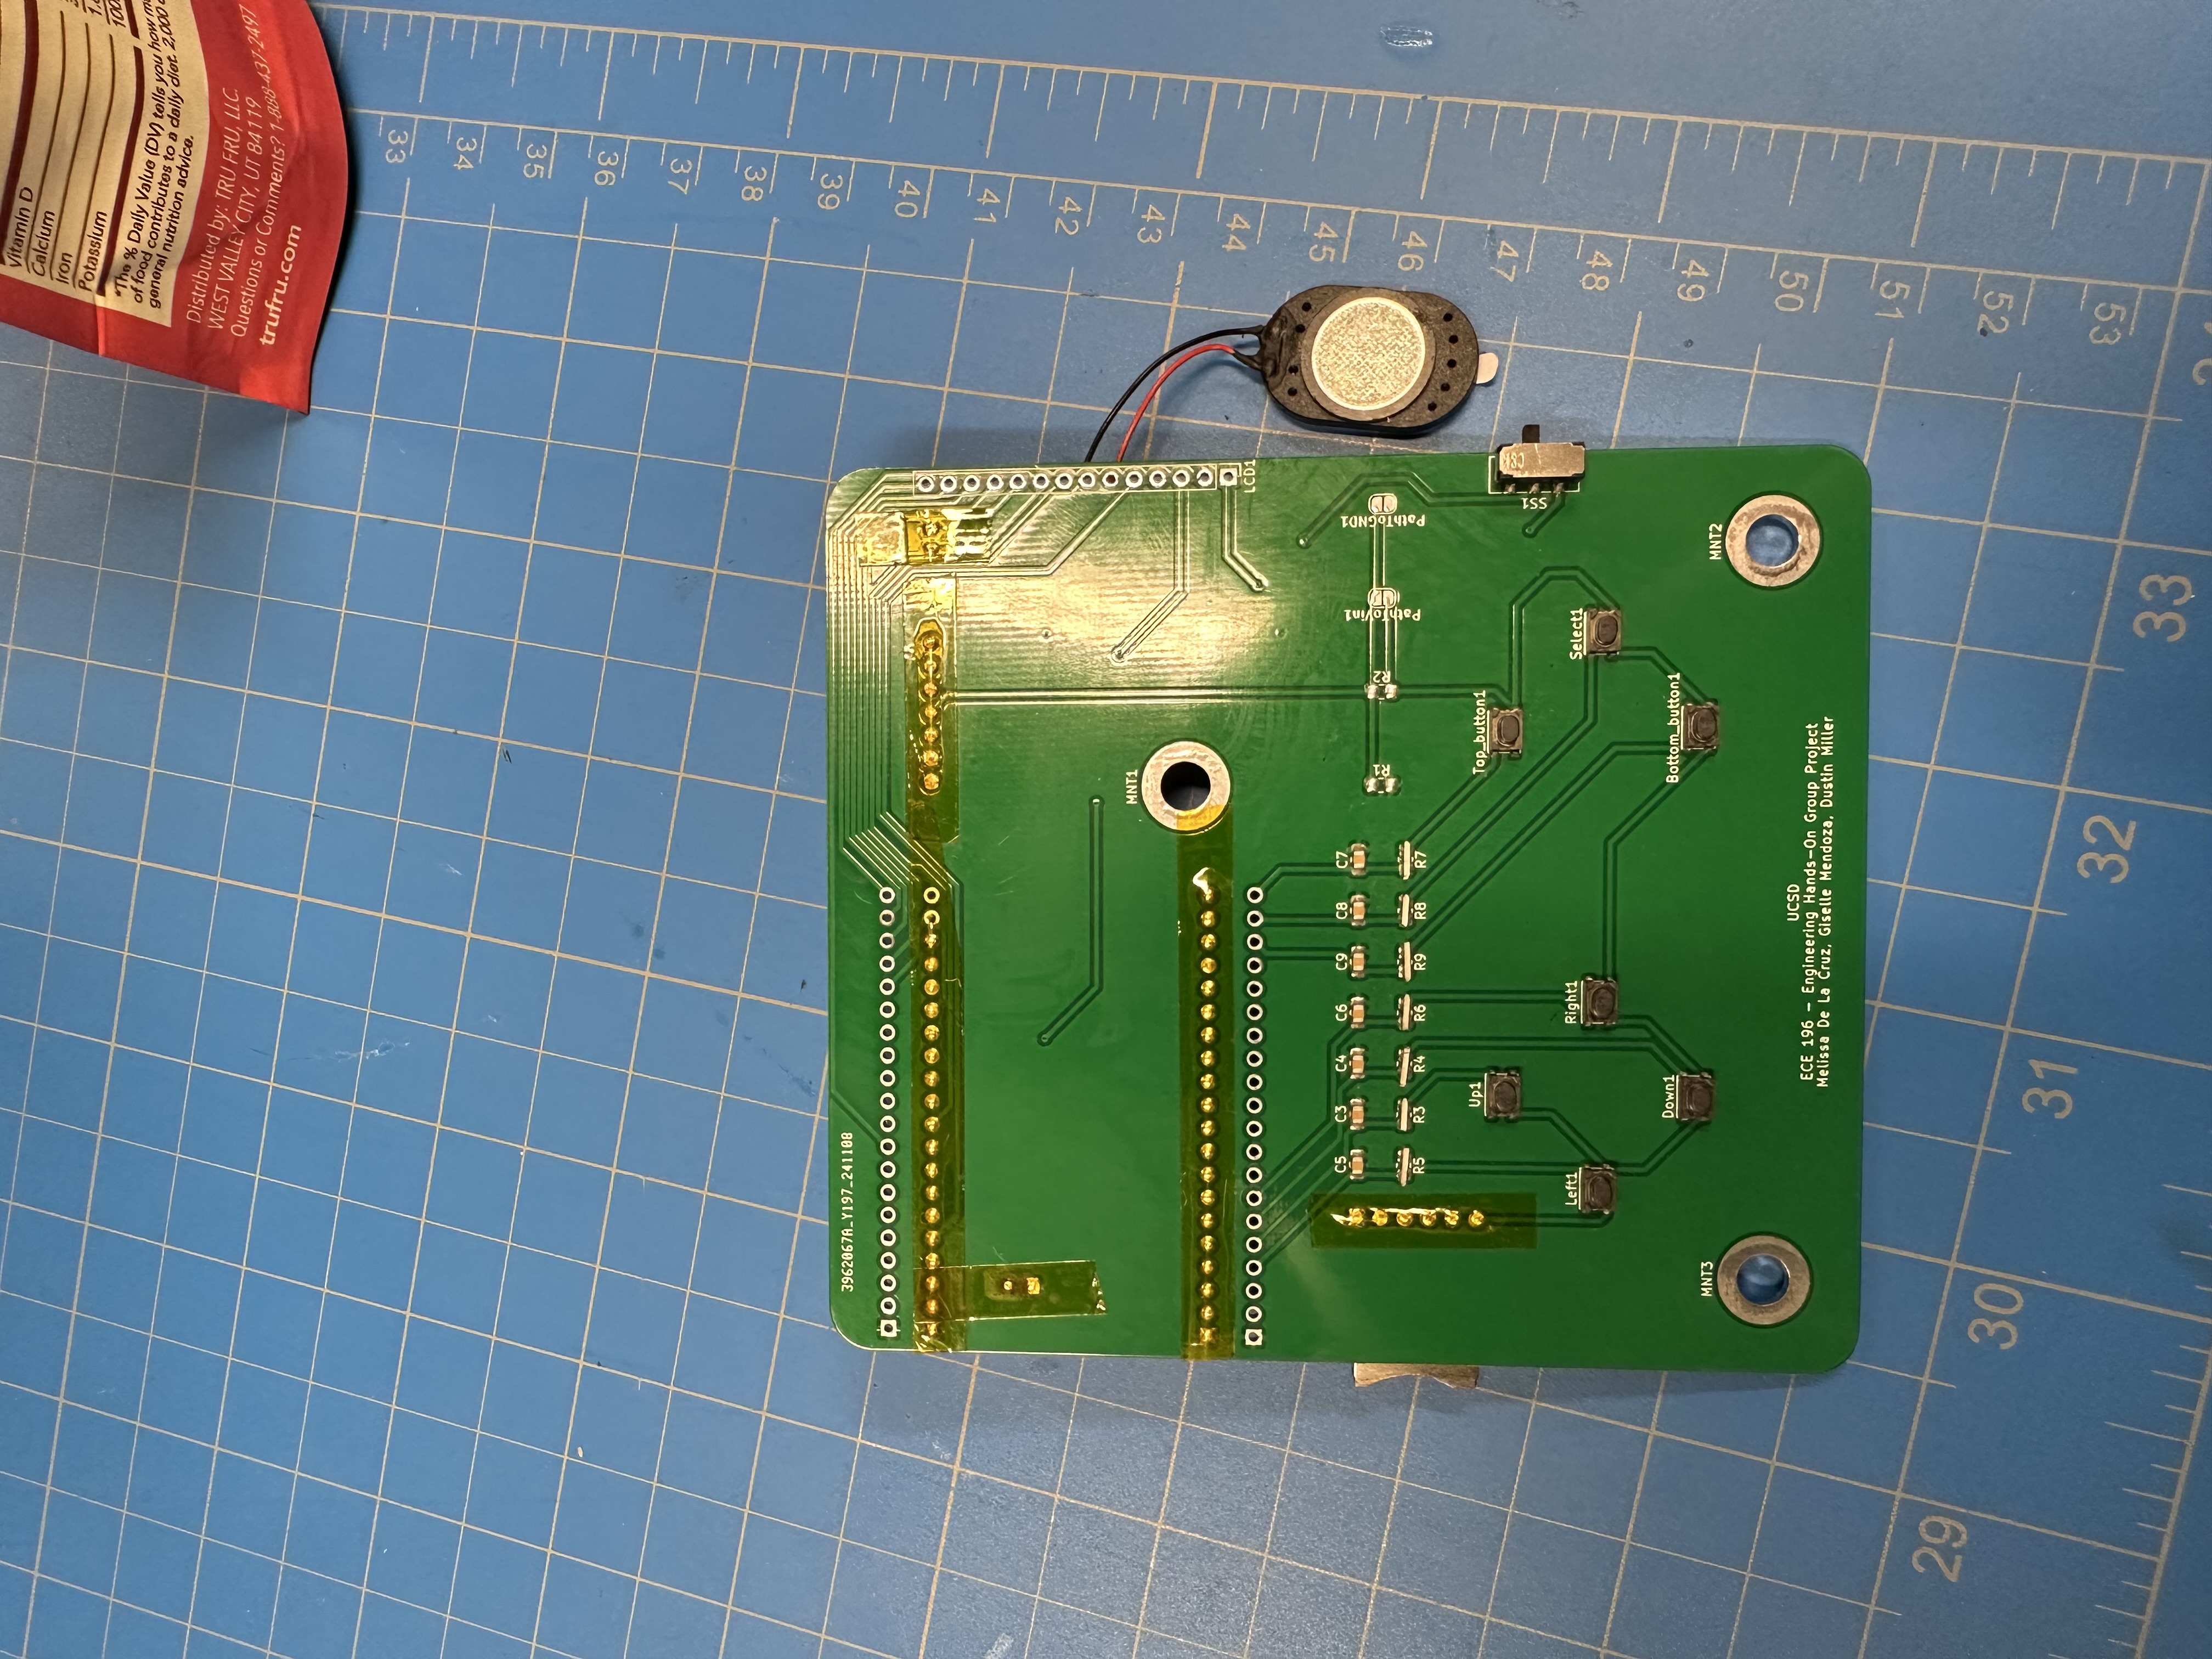 Vitamin D
Calcium
Iron
Potassium
*The % Daily Value (DV) tells you how
of food contributes to a daily diet. 2,000
general nutrition advice.
Distributed by: TRU FRU, LLC
WEST VALLEY CITY, UT 84119
Questions or Comments? 1-888-437-2497
trufru.com
33
34
35
36
37
38
39
40
41
42
43
44
45
46
47
48
49
50
51
52
53
3962067A_Y197_241108
MNT1
LCD1
C5 C3 C4 C6 C9 C8 C7
R5 R3 R4 R6 R9 R8 R7
R1 R2 PathToVin1 PathToGND1
Up1 Top_button1
SS1
Left1 Right1 Select1
Down1 Bottom_button1
MNT3 MNT2
UCSD
ECE 196 - Engineering Hands-On Group Project
Melissa De La Cruz, Giselle Mendoza, Dustin Miller
29
30
31
32
33